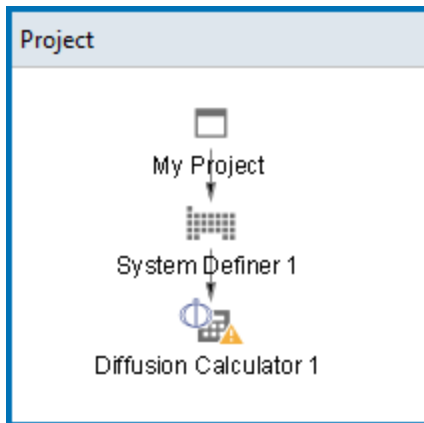 Project
My Project
System Definer 1
Diffusion Calculator 1